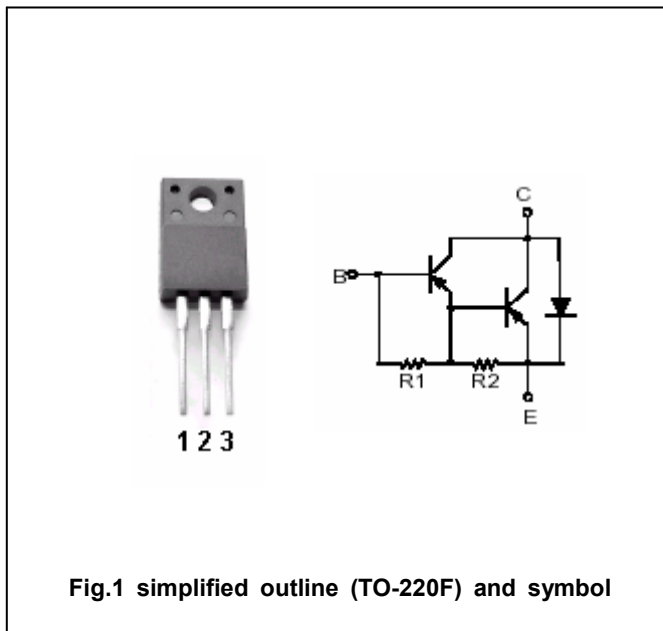 C
B
R1 R2
E
1 2 3
Fig.1 simplified outline (TO-220F) and symbol